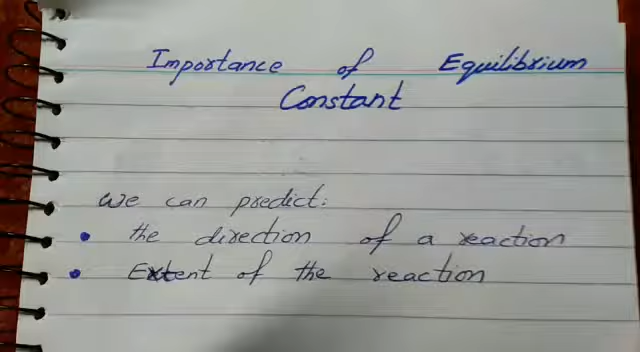 Importance of Equilibrium
Constant
We can predict:
• the direction of a reaction
• Extent of the reaction